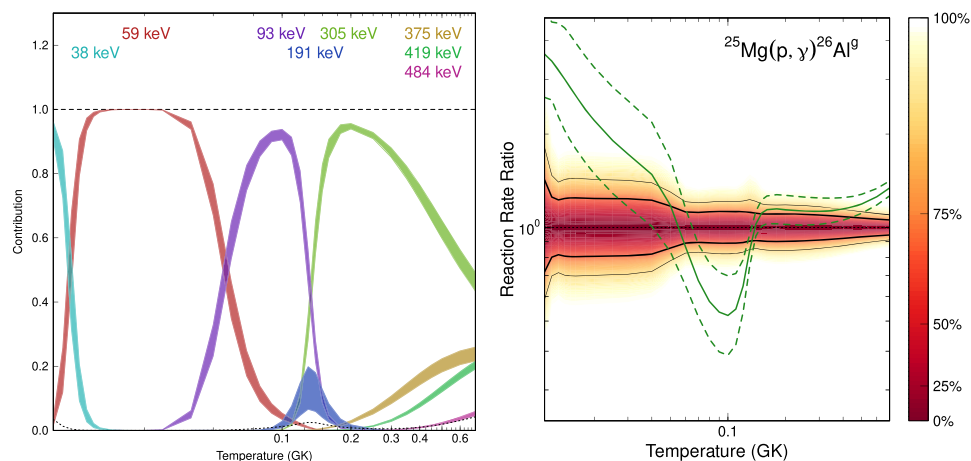 59 keV 93 keV 305 keV 375 keV
38 keV 191 keV 419 keV
484 keV
1.2
1.0
0.8
0.6
0.4
0.2
0.0
Contribution
0.1 0.2 0.3 0.4 0.6
Temperature (GK)
²⁵Mg(p, γ)²⁶Alᵍ
Reaction Rate Ratio
10⁰
0.1
Temperature (GK)
100%
75%
50%
25%
0%